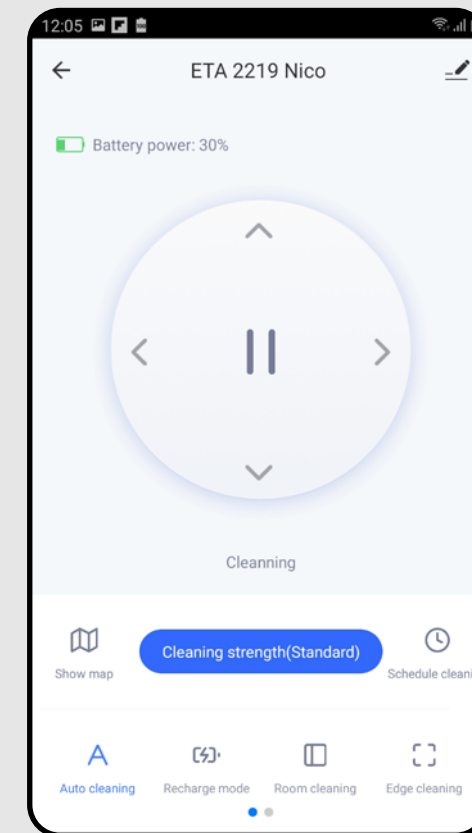 12:05
ETA 2219 Nico
Battery power: 30%
Cleanning
Show map
Cleaning strength(Standard)
Schedule cleani
A
Auto cleaning
Recharge mode
Room cleaning
Edge cleaning